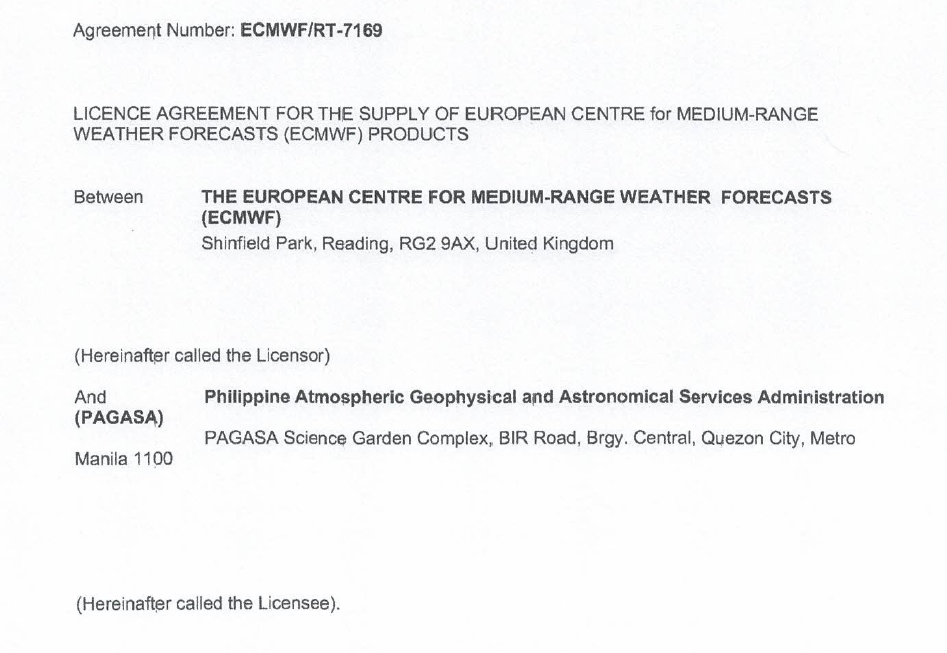 Agreement Number: ECMWF/RT-7169
LICENCE AGREEMENT FOR THE SUPPLY OF EUROPEAN CENTRE for MEDIUM-RANGE
WEATHER FORECASTS (ECMWF) PRODUCTS
Between THE EUROPEAN CENTRE FOR MEDIUM-RANGE WEATHER FORECASTS
(ECMWF)
Shinfield Park, Reading, RG2 9AX, United Kingdom
(Hereinafter called the Licensor)
And Philippine Atmospheric Geophysical and Astronomical Services Administration
(PAGASA)
PAGASA Science Garden Complex, BIR Road, Brgy. Central, Quezon City, Metro
Manila 1100
(Hereinafter called the Licensee).